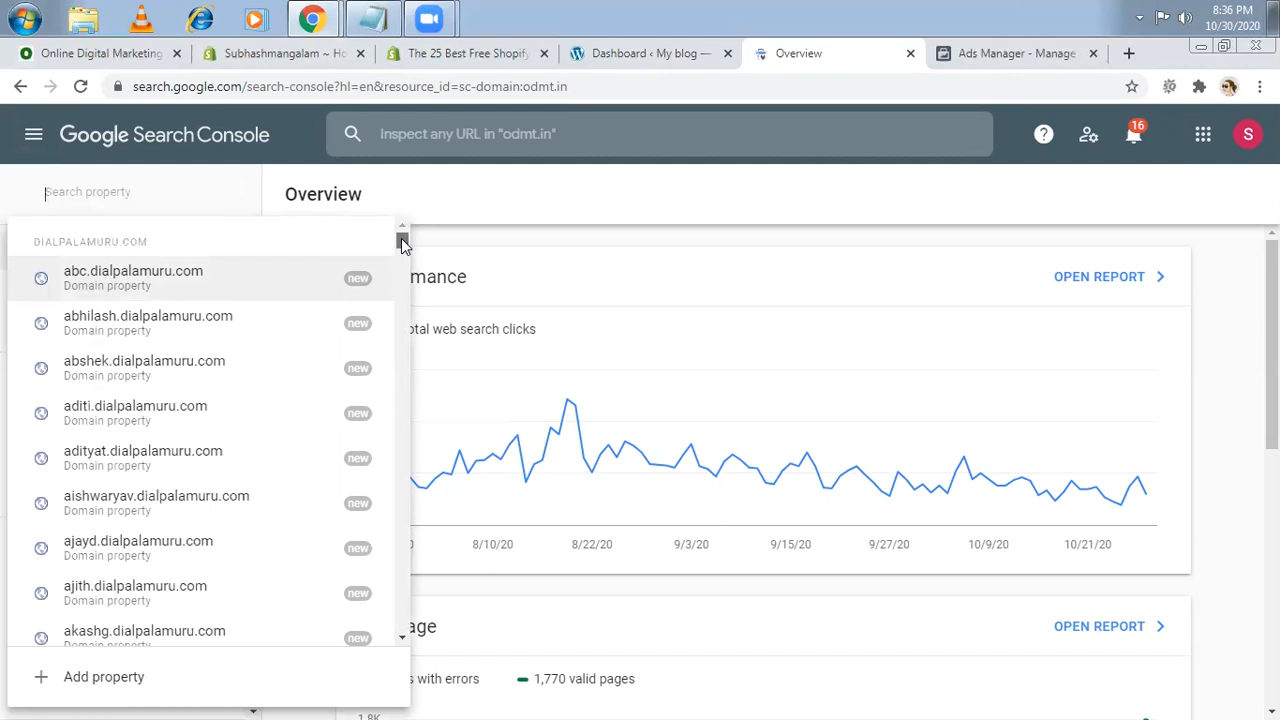 8:36 PM
10/30/2020
Online Digital Marketing
Subhashmangalam ~ Ho
The 25 Best Free Shopify
Dashboard ‹ My blog —
Overview
Ads Manager - Manage
search.google.com/search-console?hl=en&resource_id=sc-domain:odmt.in
Google Search Console
Inspect any URL in "odmt.in"
16
S
Search property
Overview
DIALPALAMURU.COM
abc.dialpalamuru.com
Domain property
new
abhilash.dialpalamuru.com
Domain property
new
abshek.dialpalamuru.com
Domain property
new
aditi.dialpalamuru.com
Domain property
new
adityat.dialpalamuru.com
Domain property
new
aishwaryav.dialpalamuru.com
Domain property
new
ajayd.dialpalamuru.com
Domain property
new
ajith.dialpalamuru.com
Domain property
new
akashg.dialpalamuru.com
Domain property
new
Add property
mance
OPEN REPORT
otal web search clicks
0 8/10/20 8/22/20 9/3/20 9/15/20 9/27/20 10/9/20 10/21/20
age
OPEN REPORT
with errors
1,770 valid pages
1.8K